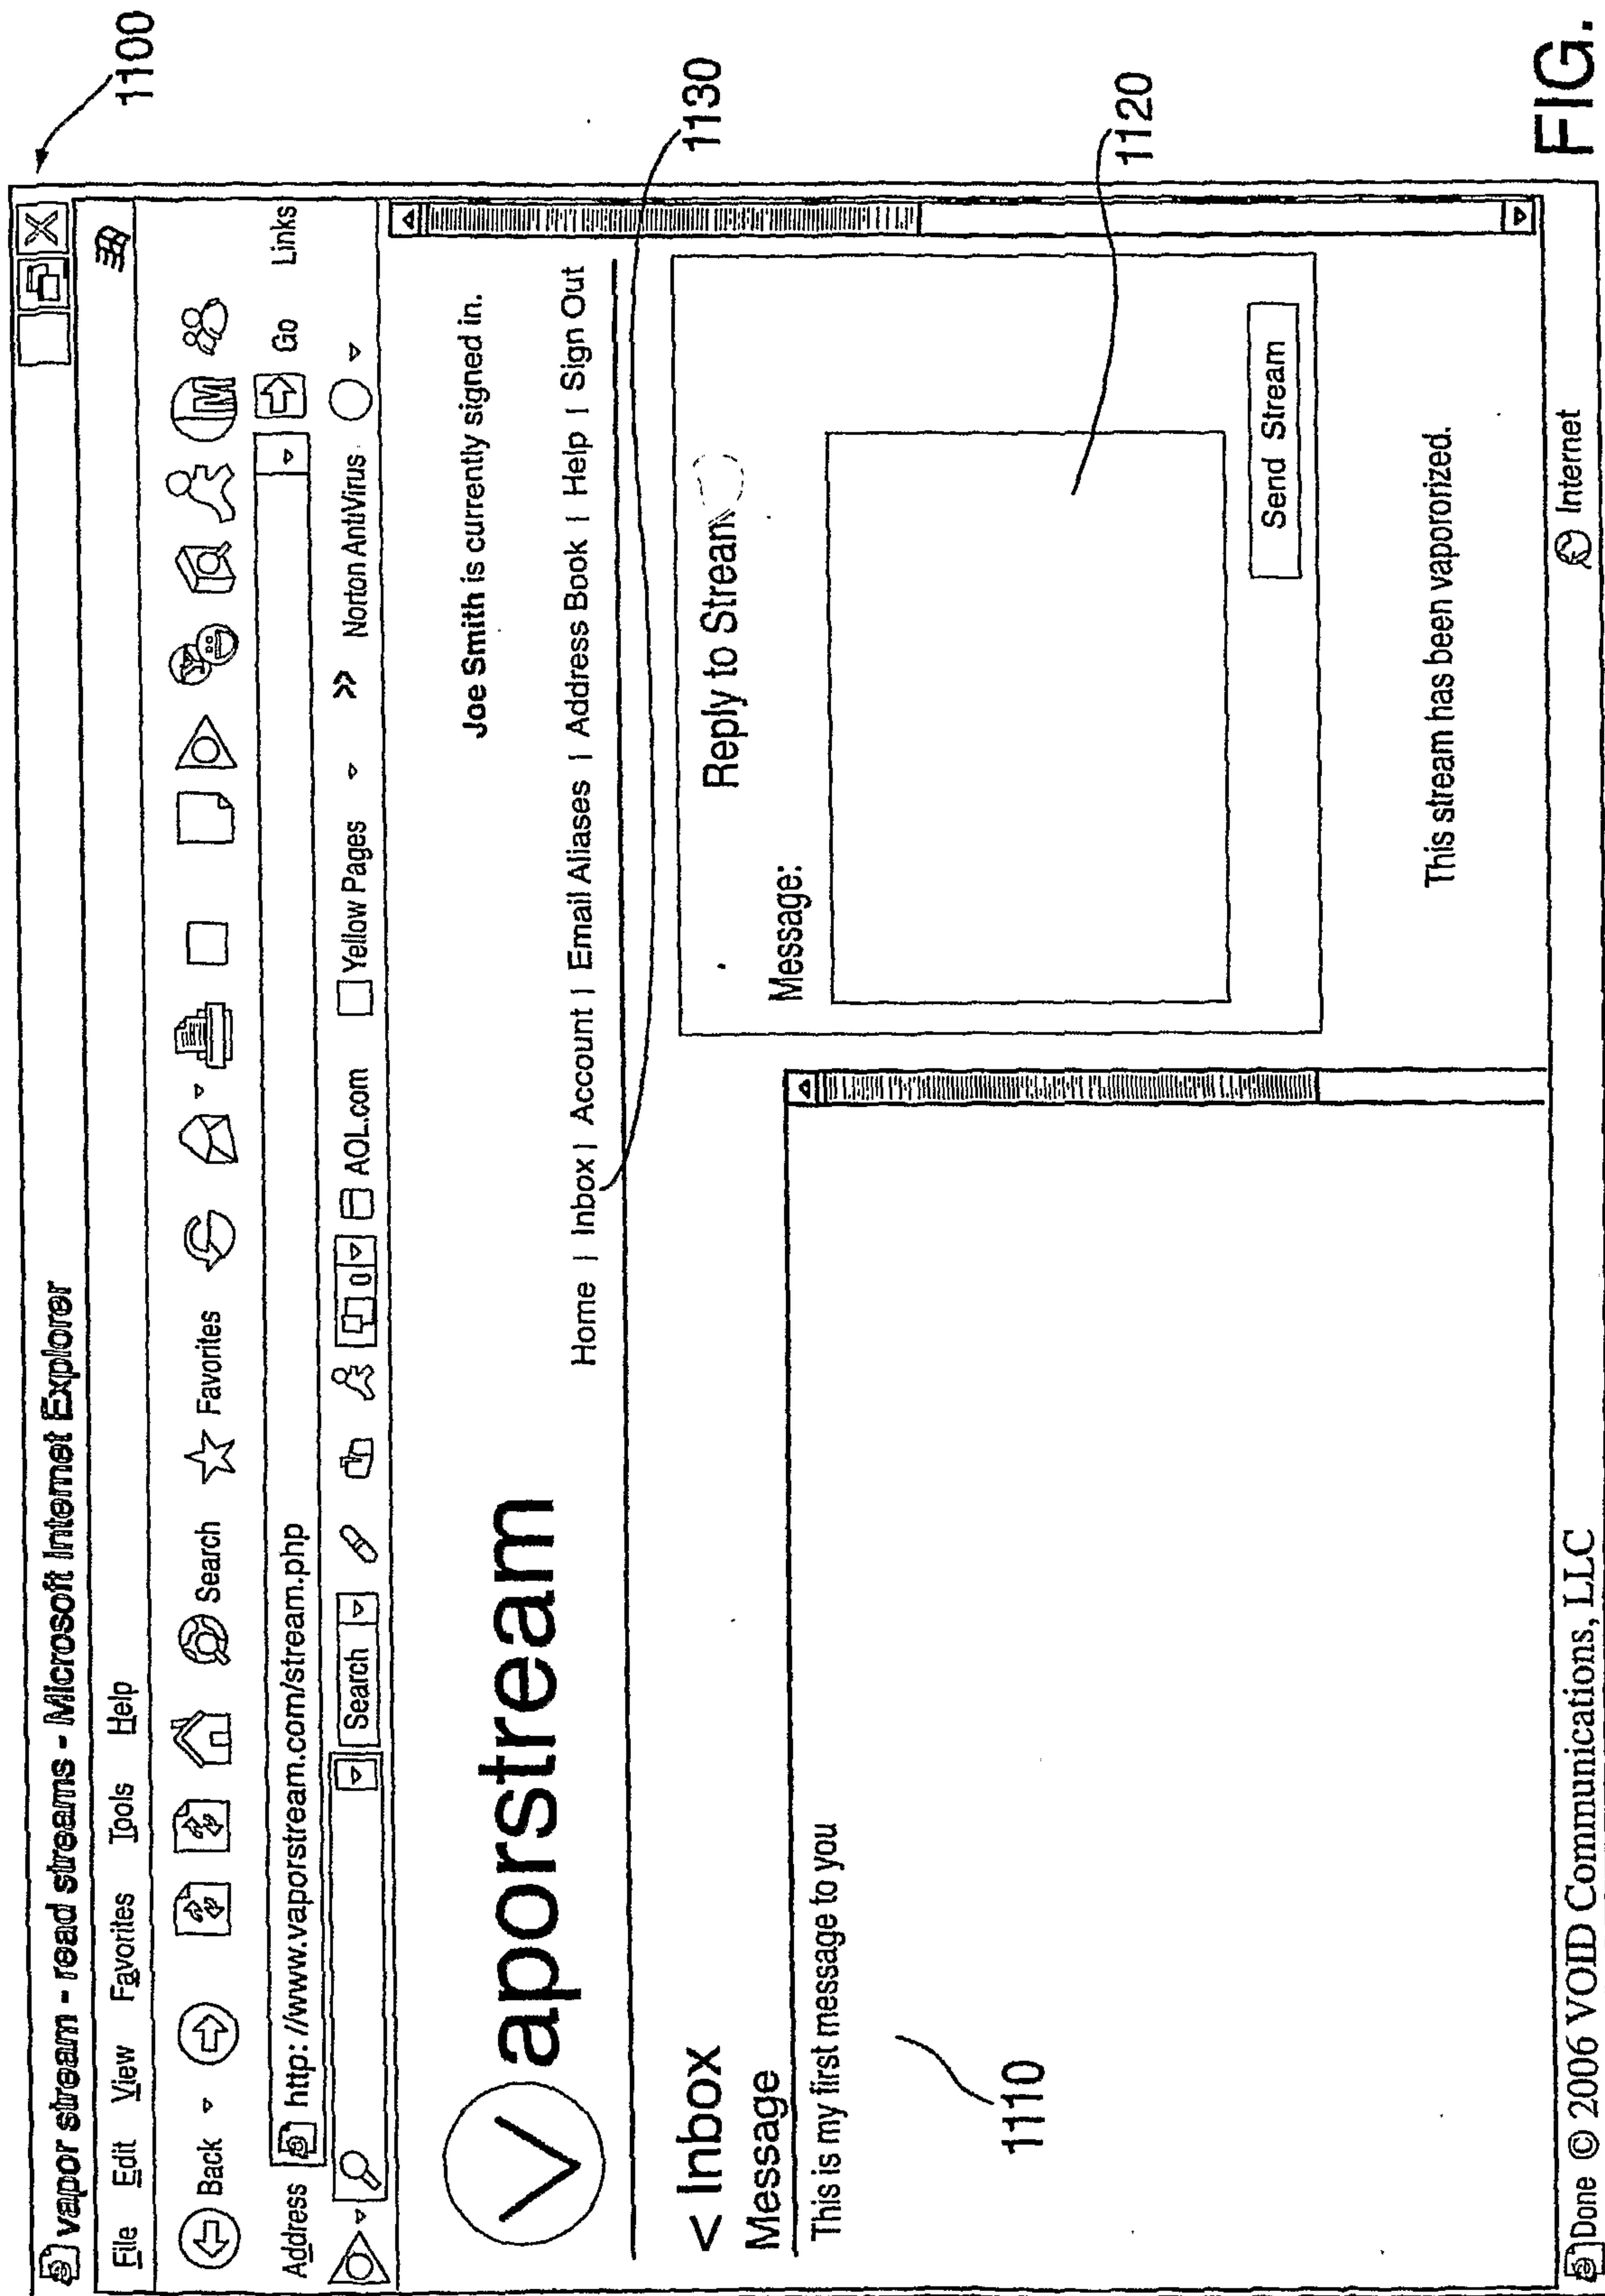 1100
vapor stream - read streams - Microsoft Internet Explorer
File Edit View Favorites Tools Help
Back Search Favorites
Address http: //www.vaporstream.com/stream.php Go Links
Search 0 AOL.com Yellow Pages » Norton AntiVirus
Joe Smith is currently signed in.
Vaporstream
Home | Inbox | Account | Email Aliases | Address Book | Help | Sign Out
1130
< Inbox
Reply to Stream
Message
Message:
This is my first message to you
1110
1120
Send Stream
This stream has been vaporonized.
Done © 2006 VOID Communications, LLC Internet
FIG.